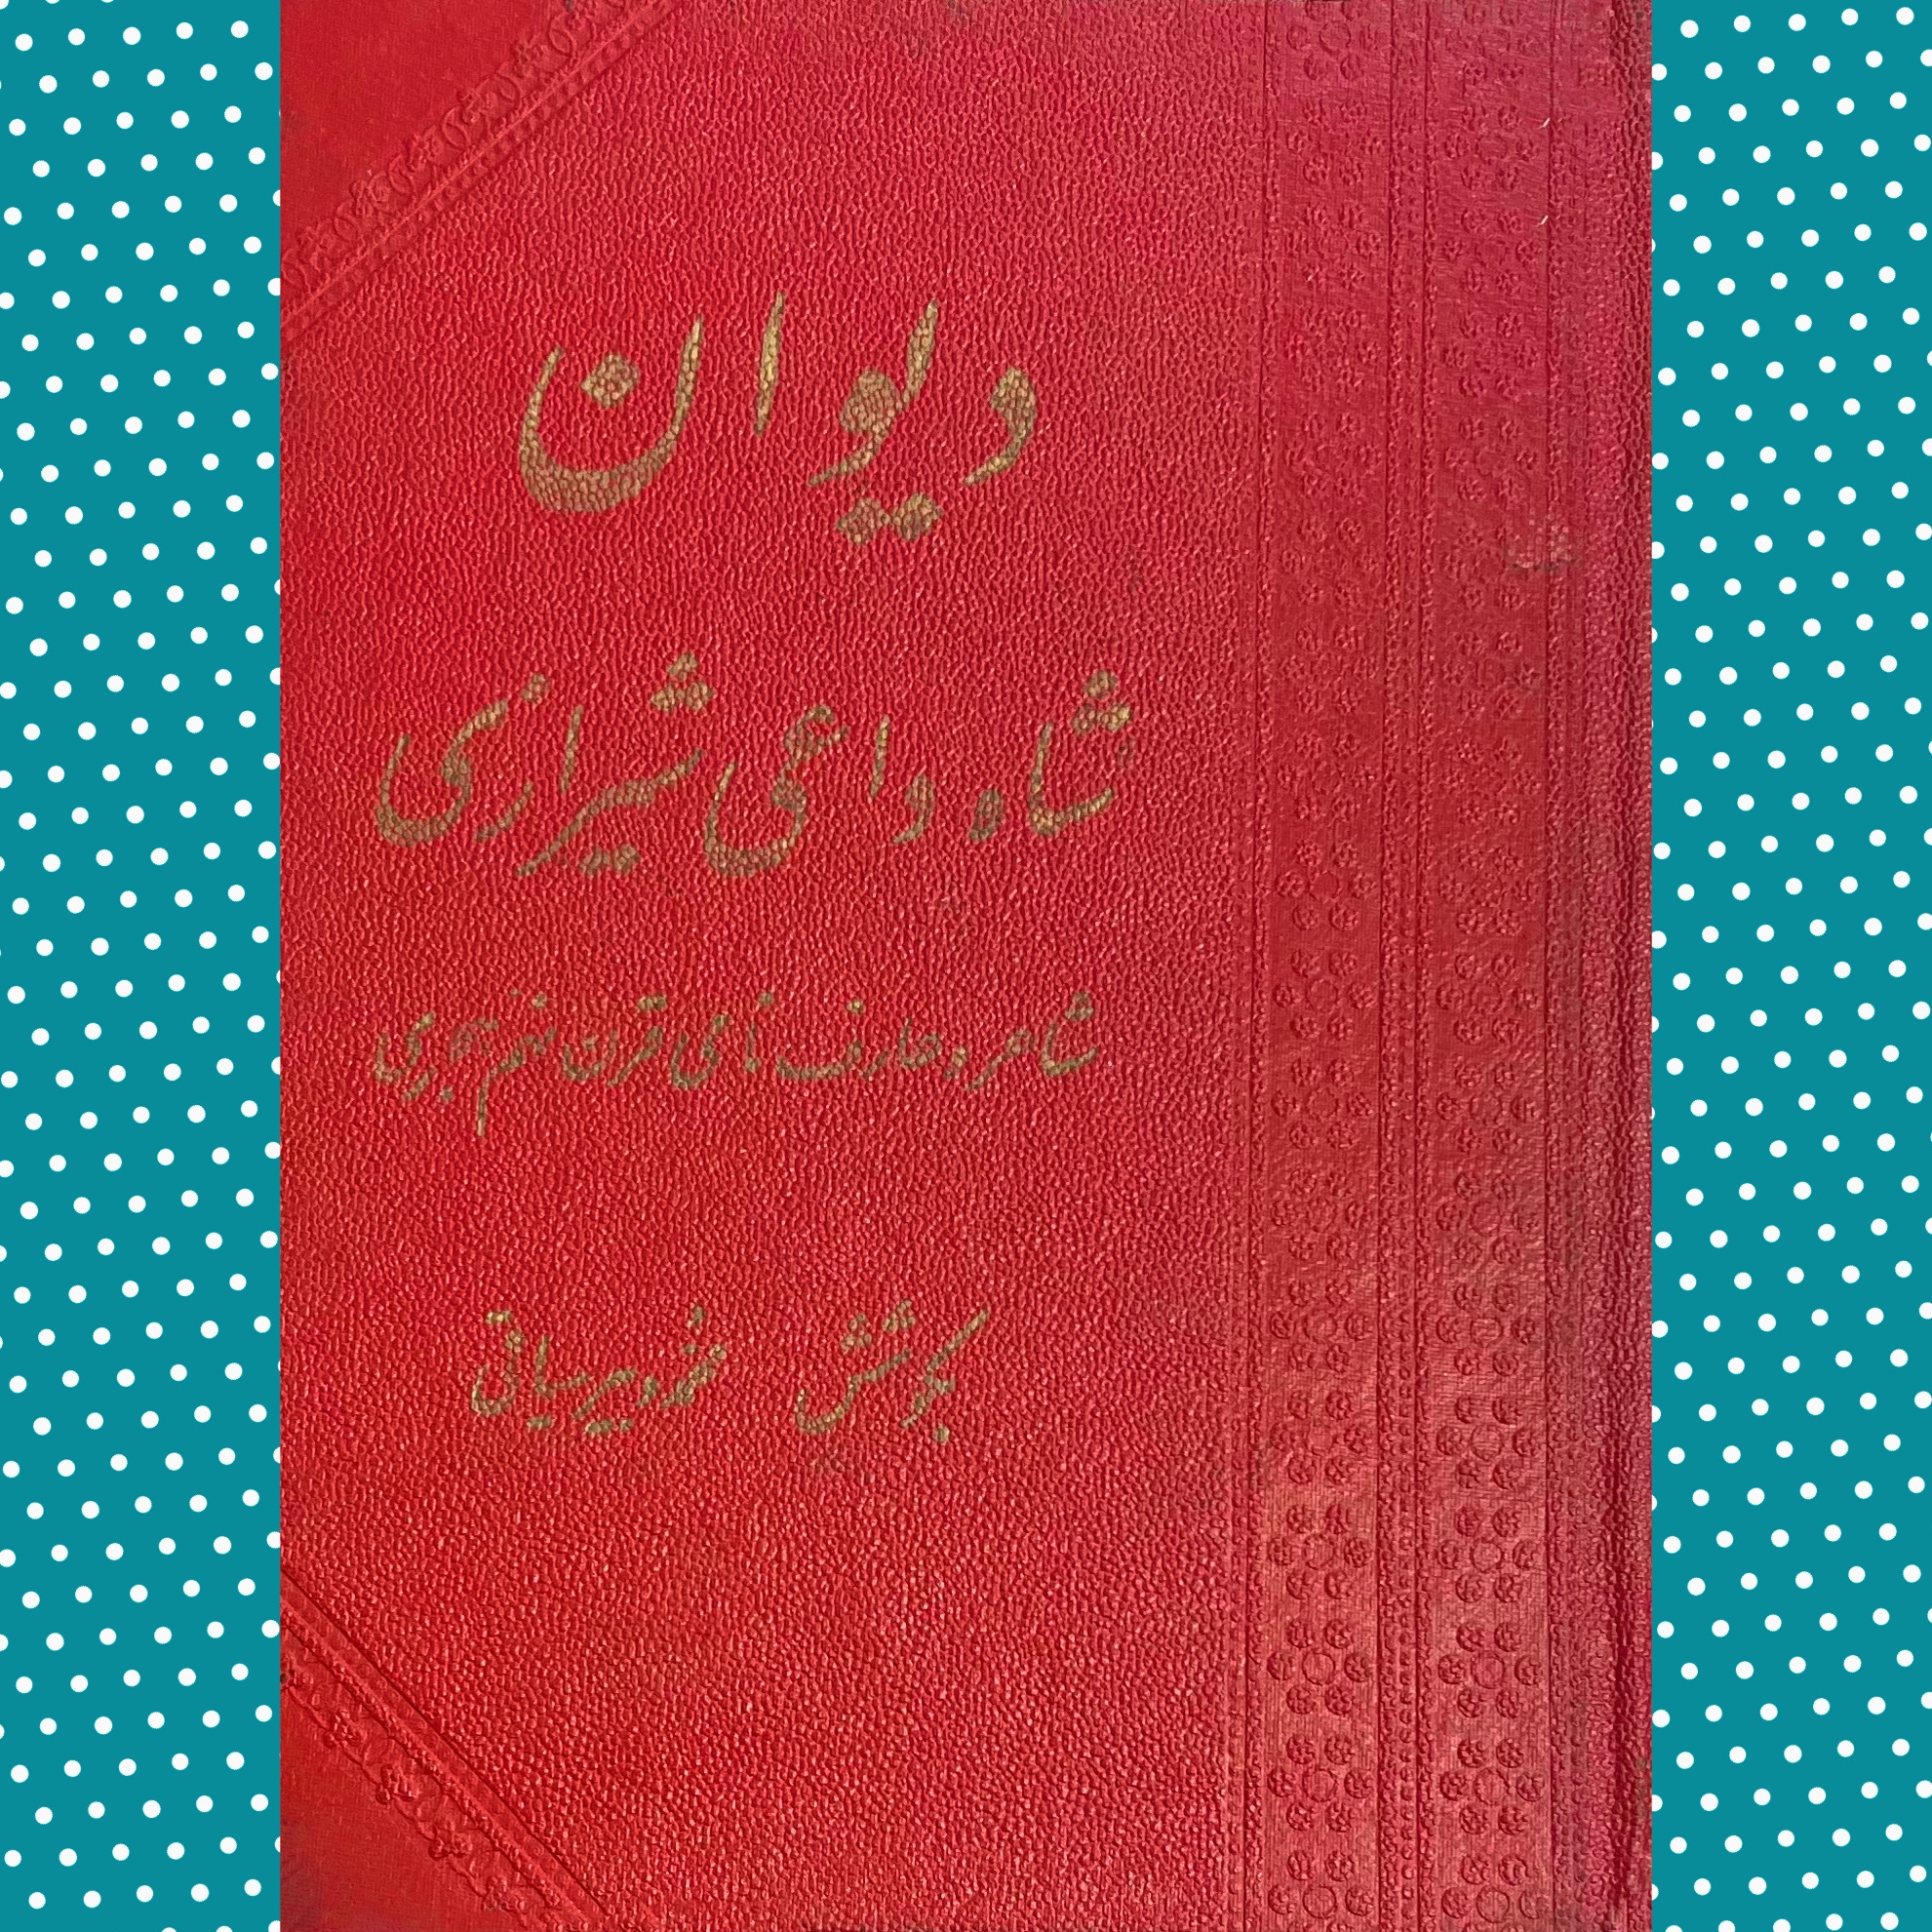 دیوان
شاه داعی شیرازی
شاعر و عارف نامی قرن نهم هجری
بکوشش محمد دبیرسیاقی